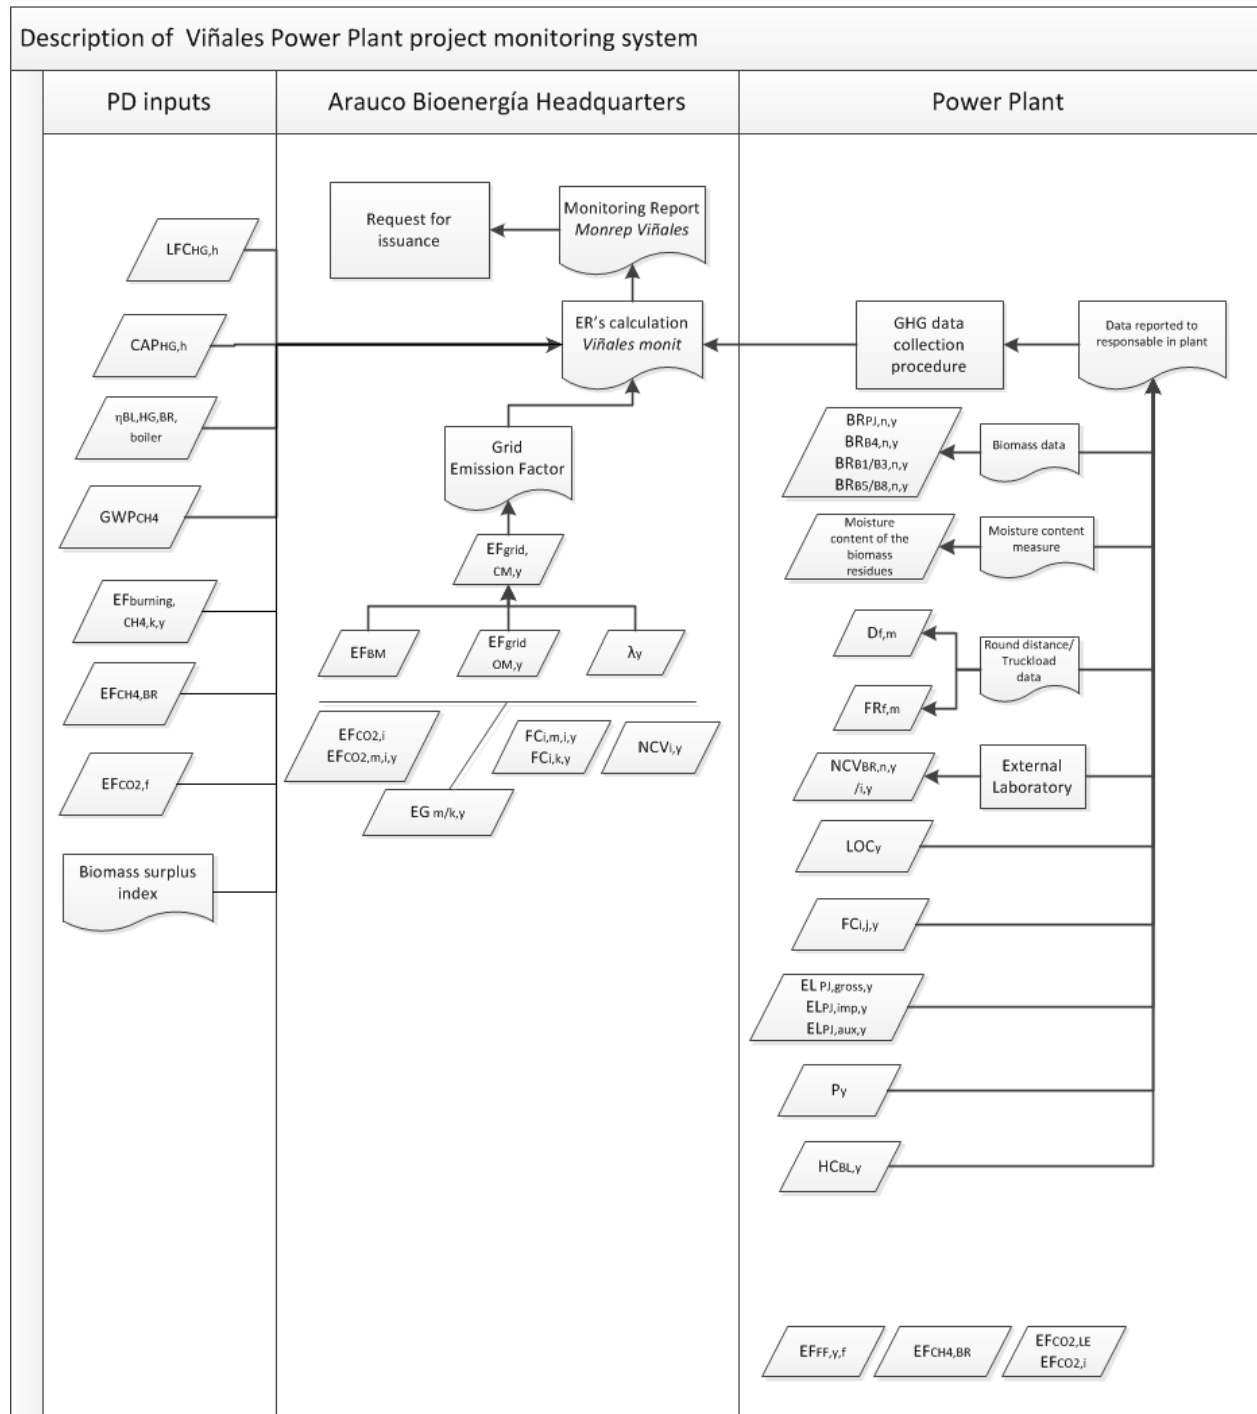 Description of Viñales Power Plant project monitoring system
PD inputs
Arauco Bioenergía Headquarters
Power Plant
LFCHG,h
CAPHG,h
ηBL,HG,BR,
boiler
GWPCH4
EFburning,
CH4,k,y
EFCH4,BR
EFCO2,f
Biomass surplus
index
Request for
issuance
Monitoring Report
Monrep Viñales
ER's calculation
Viñales monit
Grid
Emission Factor
EFgrid,
CM,y
EFBM
EFgrid
OM,y
λy
EFCO2,i
EFCO2,m,i,y
FCi,m,i,y
FCi,k,y
NCVi,y
EG m/k,y
GHG data
collection
procedure
Data reported to
responsable in plant
BRPJ,n,y
BRB4,n,y
BRB1/B3,n,y
BRB5/B8,n,y
Biomass data
Moisture
content of the
biomass
residues
Moisture content
measure
Df,m
FRf,m
Round distance/
Truckload
data
NCVBR,n,y
/i,y
External
Laboratory
LOCy
FCi,j,y
EL PJ,gross,y
ELPJ,imp,y
ELPJ,aux,y
Py
HCBL,y
EFFF,y,f
EFCH4,BR
EFCO2,LE
EFCO2,i